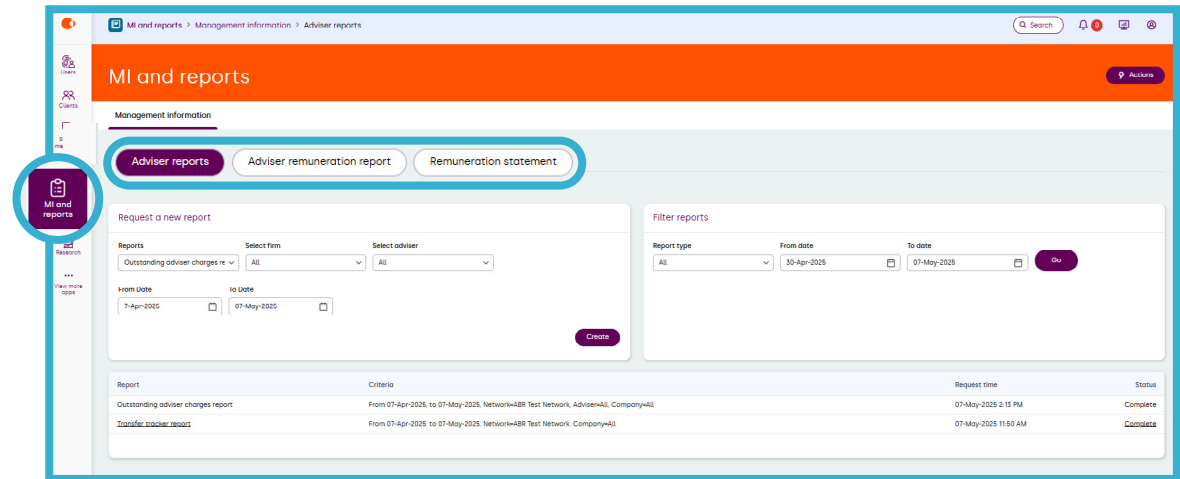 MI and reports > Management information > Adviser reports
Search
0
Users
MI and reports
Actions
Clients
Management information
S
me
Adviser reports
Adviser remuneration report
Remuneration statement
MI and
reports
Request a new report
Filter reports
Research
Reports
Select firm
Select adviser
Report type
From date
To date
Outstanding adviser charges re
All
All
All
30-Apr-2025
07-May-2025
Go
View more
apps
From Date
To Date
7-Apr-2025
07-May-2025
Create
Report
Criteria
Request time
Status
Outstanding adviser charges report
From 07-Apr-2025, to 07-May-2025, Network=ABR Test Network, Adviser=All, Company=All
07-May-2025 2:13 PM
Complete
Transfer tracker report
From 07-Apr-2025, to 07-May-2025, Network=ABR Test Network, Company=All
07-May-2025 11:50 AM
Complete